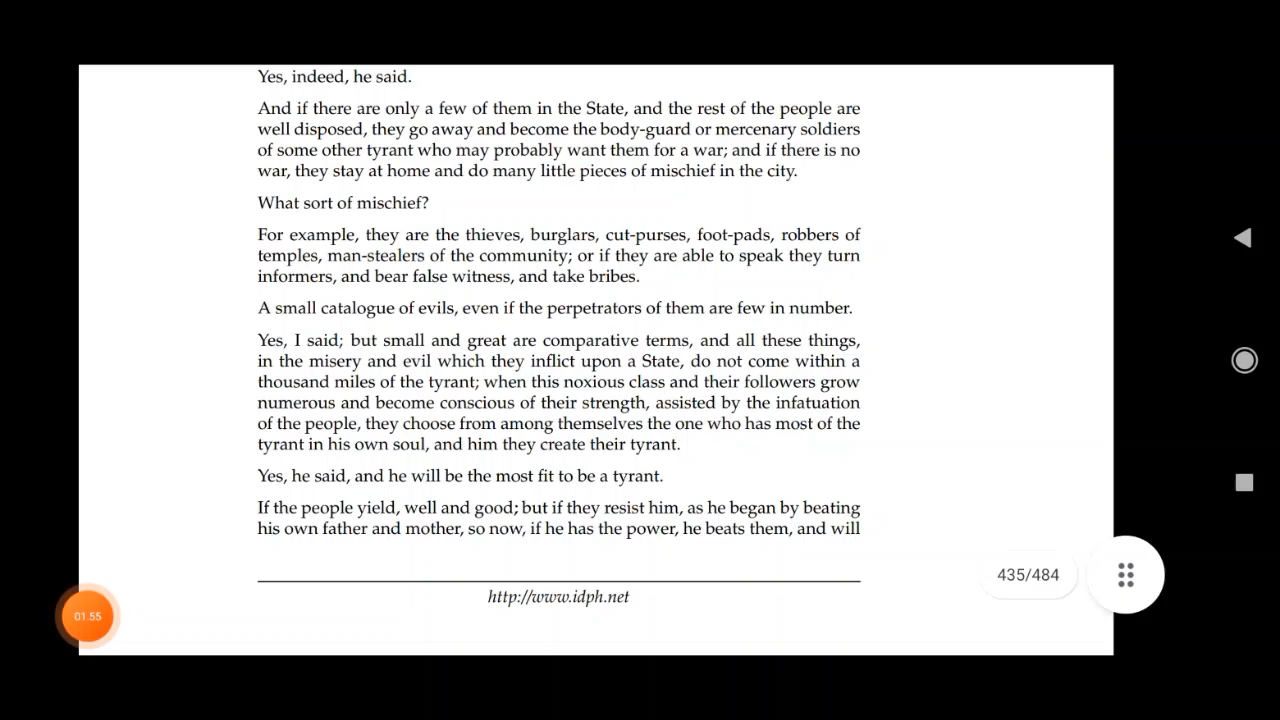 Yes, indeed, he said.
And if there are only a few of them in the State, and the rest of the people are
well disposed, they go away and become the body-guard or mercenary soldiers
of some other tyrant who may probably want them for a war; and if there is no
war, they stay at home and do many little pieces of mischief in the city.
What sort of mischief?
For example, they are the thieves, burglars, cut-purses, foot-pads, robbers of
temples, man-stealers of the community; or if they are able to speak they turn
informers, and bear false witness, and take bribes.
A small catalogue of evils, even if the perpetrators of them are few in number.
Yes, I said; but small and great are comparative terms, and all these things,
in the misery and evil which they inflict upon a State, do not come within a
thousand miles of the tyrant; when this noxious class and their followers grow
numerous and become conscious of their strength, assisted by the infatuation
of the people, they choose from among themselves the one who has most of the
tyrant in his own soul, and him they create their tyrant.
Yes, he said, and he will be the most fit to be a tyrant.
If the people yield, well and good; but if they resist him, as he began by beating
his own father and mother, so now, if he has the power, he beats them, and will
435/484
http://www.idph.net
01.55